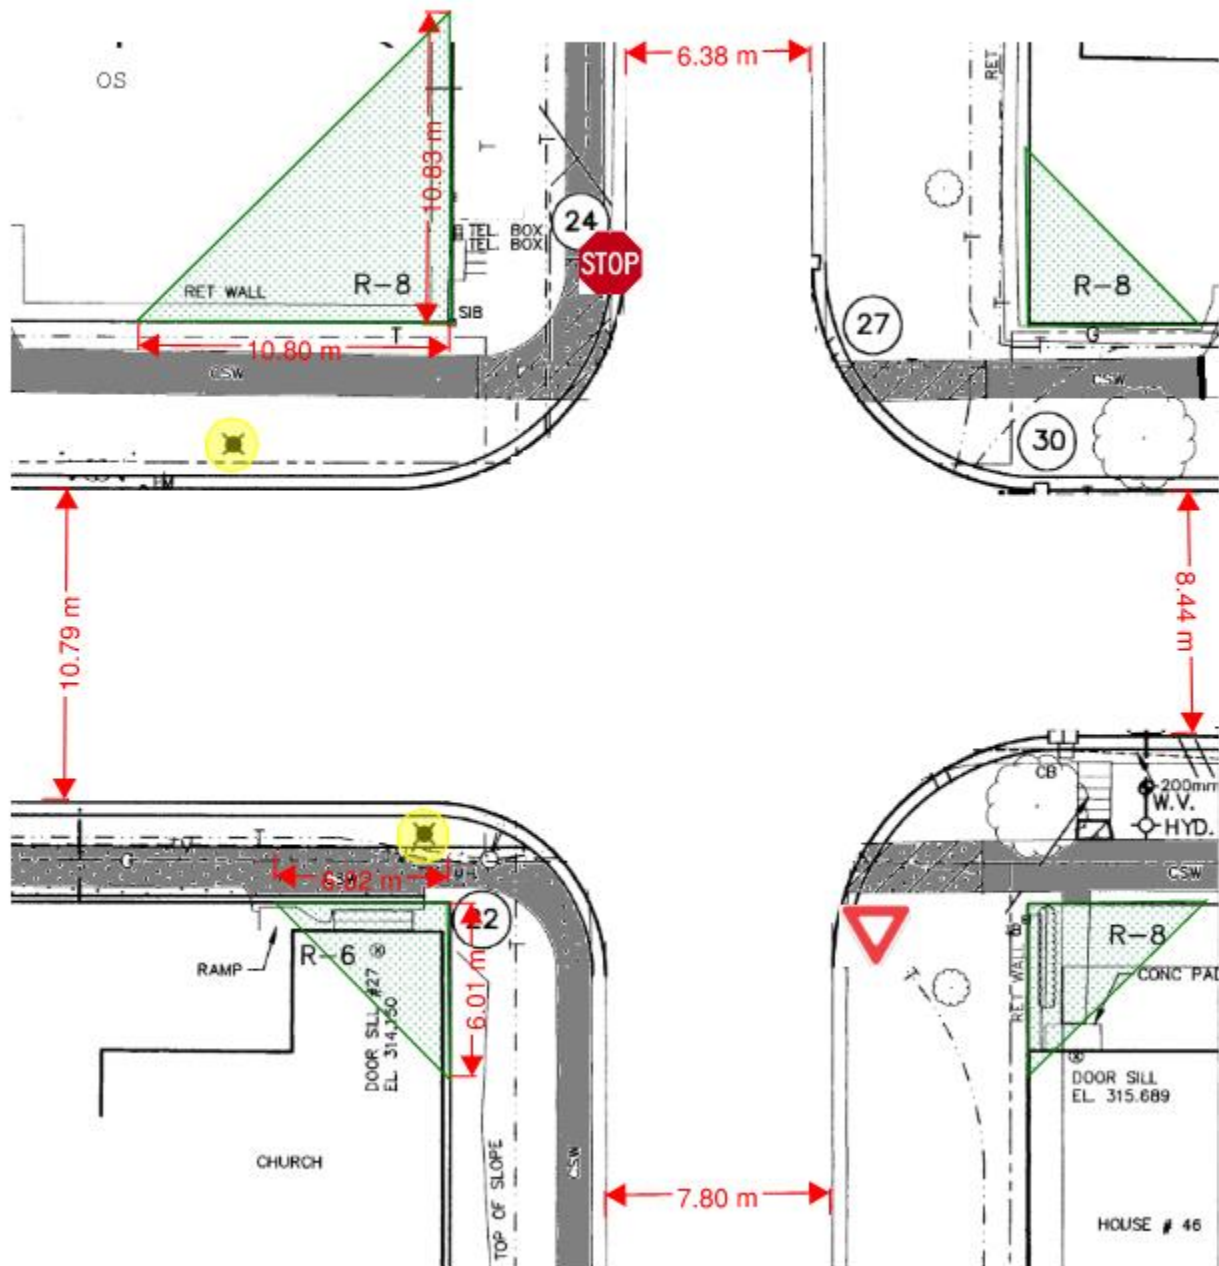 OS
6.38 m
RET
10.83 m
24
TEL. BOX
TEL. BOX
STOP
R-8
RET WALL
SIB
T
10.80 m
CSW
R-8
27
G
T
CSW
30
T
T
T
T
10.79 m
8.44 m
CB
200mm
W.V.
HYD.
T
G
CSW
6.02 m
22
R-6
#27
RAMP
6.01 m
DOOR SILL
EL. 314.150
CSW
R-8
RET WALL
CONC PAD
T
T
DOOR SILL
EL. 315.689
CHURCH
CSW
TOP OF SLOPE
7.80 m
HOUSE # 46